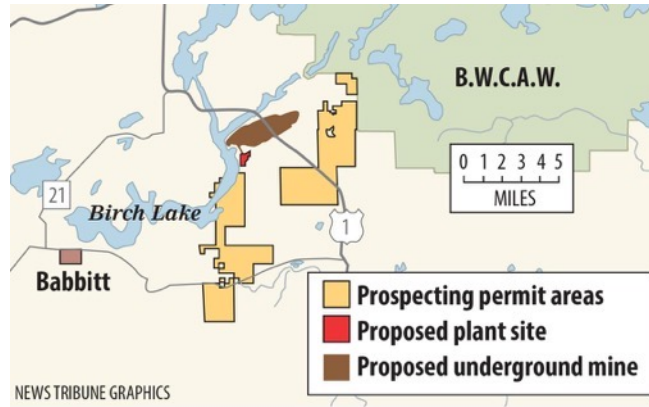 B.W.C.A.W.
0 1 2 3 4 5
MILES
21
Birch Lake
1
Babbitt
Prospecting permit areas
Proposed plant site
Proposed underground mine
NEWS TRIBUNE GRAPHICS